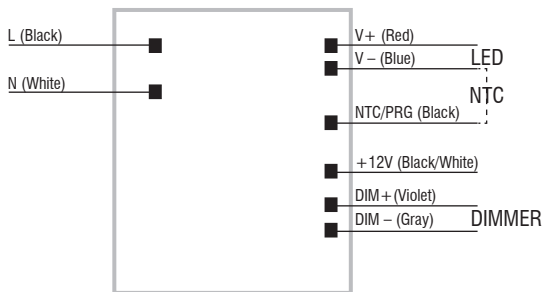 L (Black)
N (White)
V+ (Red)
V – (Blue)
LED
NTC
NTC/PRG (Black)
+12V (Black/White)
DIM+(Violet)
DIM – (Gray)
DIMMER